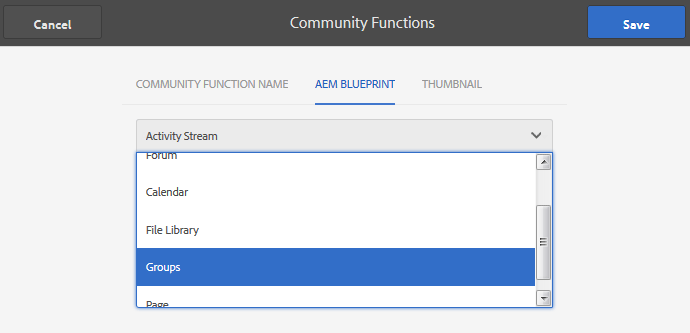 Cancel
Community Functions
Save
COMMUNITY FUNCTION NAME
AEM BLUEPRINT
THUMBNAIL
Activity Stream
Forum
Calendar
File Library
Groups
Page